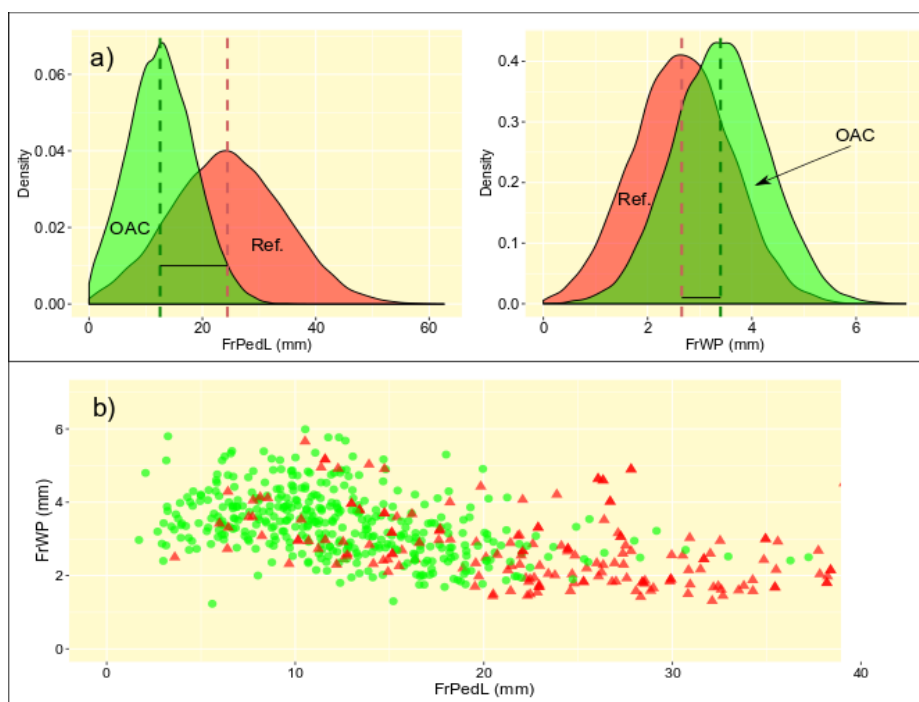 a)
0.06
0.04
0.02
0.00
Density
OAC
Ref.
0 20 40 60
FrPedL (mm)
0.4
0.3
0.2
0.1
0.0
Density
Ref.
OAC
0 2 4 6
FrWP (mm)
b)
6
4
2
0
FrWP (mm)
0 10 20 30 40
FrPedL (mm)